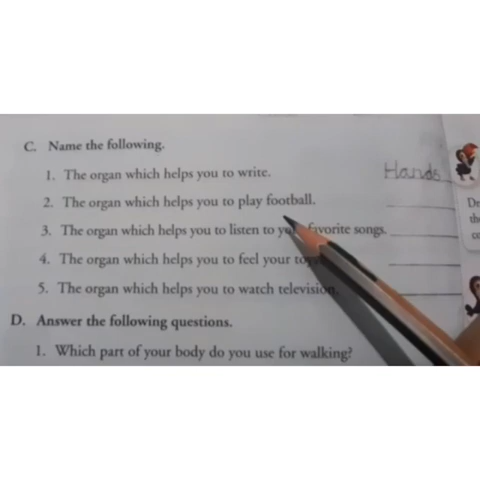 C. Name the following.
1. The organ which helps you to write. Hands
2. The organ which helps you to play football.
3. The organ which helps you to listen to favorite songs.
4. The organ which helps you to feel your
5. The organ which helps you to watch television.
D. Answer the following questions.
1. Which part of your body do you use for walking?